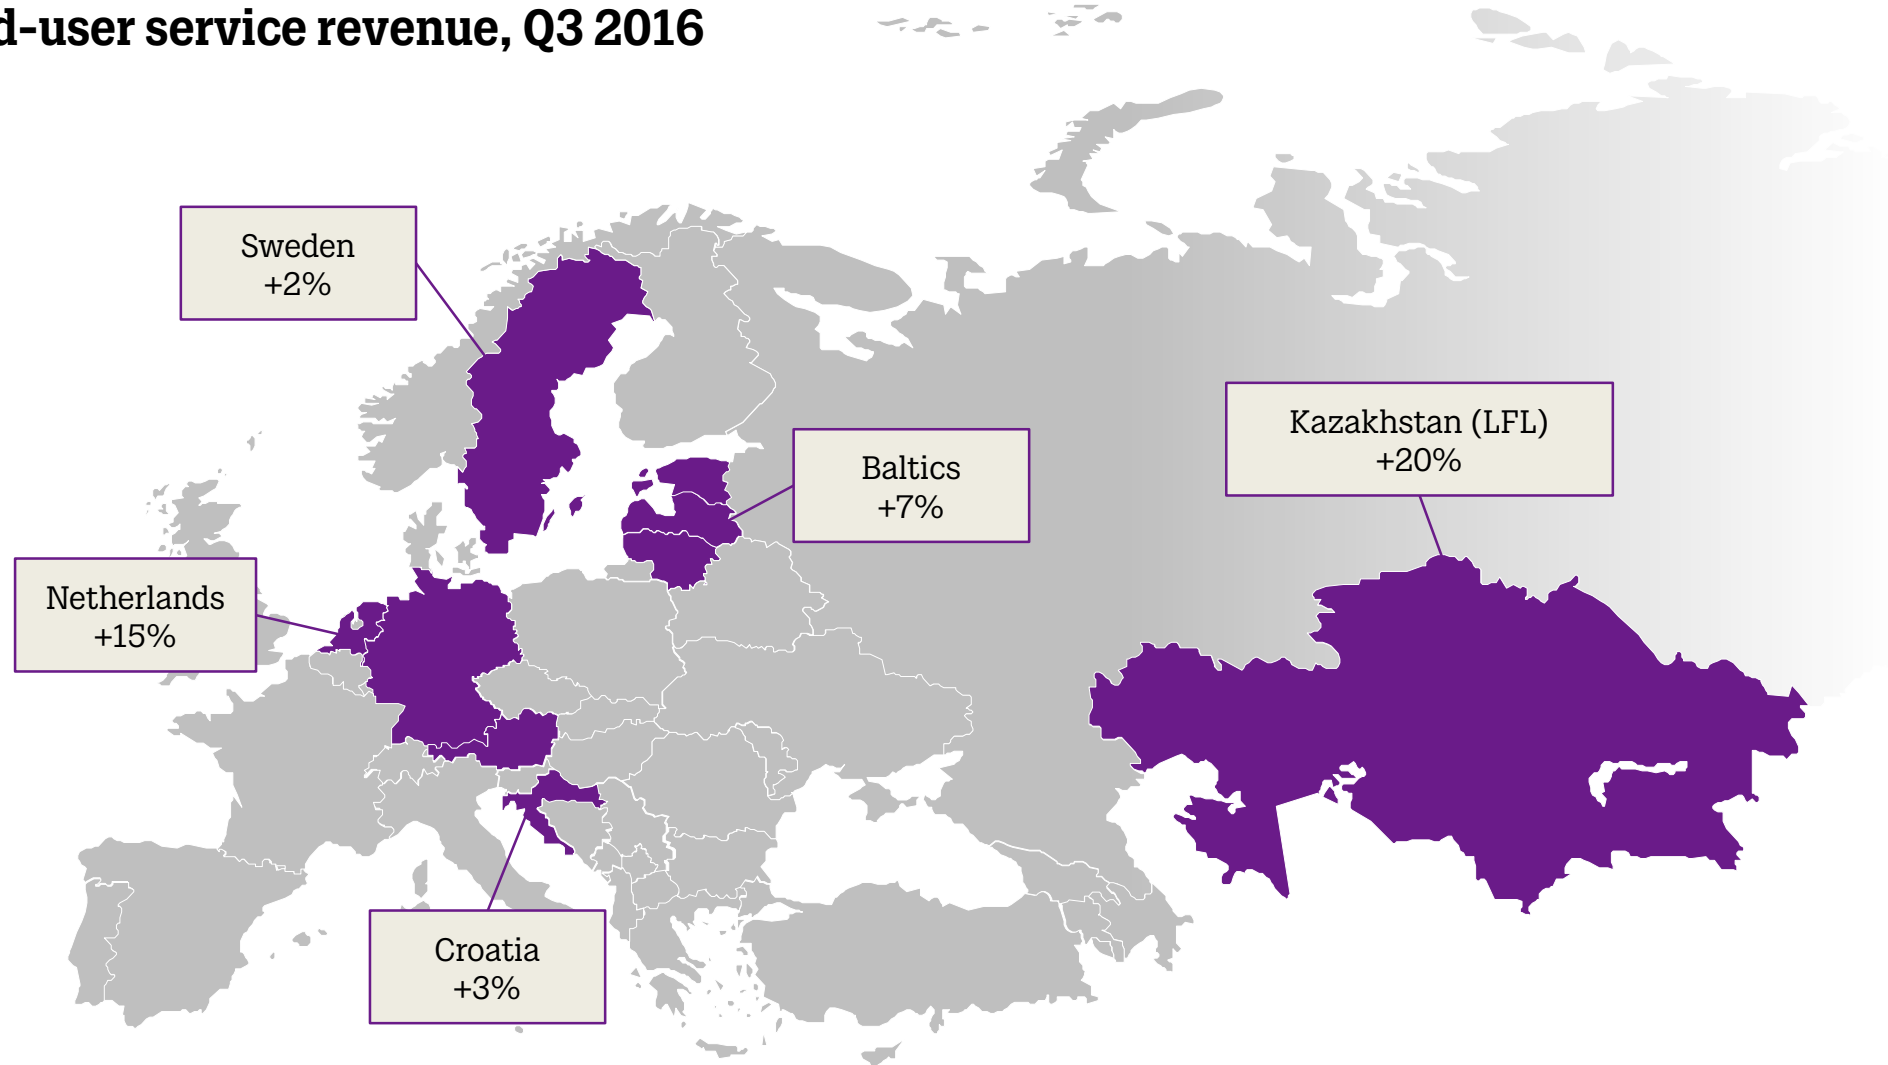 d-user service revenue, Q3 2016
Sweden
+2%
Kazakhstan (LFL)
+20%
Baltics
+7%
Netherlands
+15%
Croatia
+3%